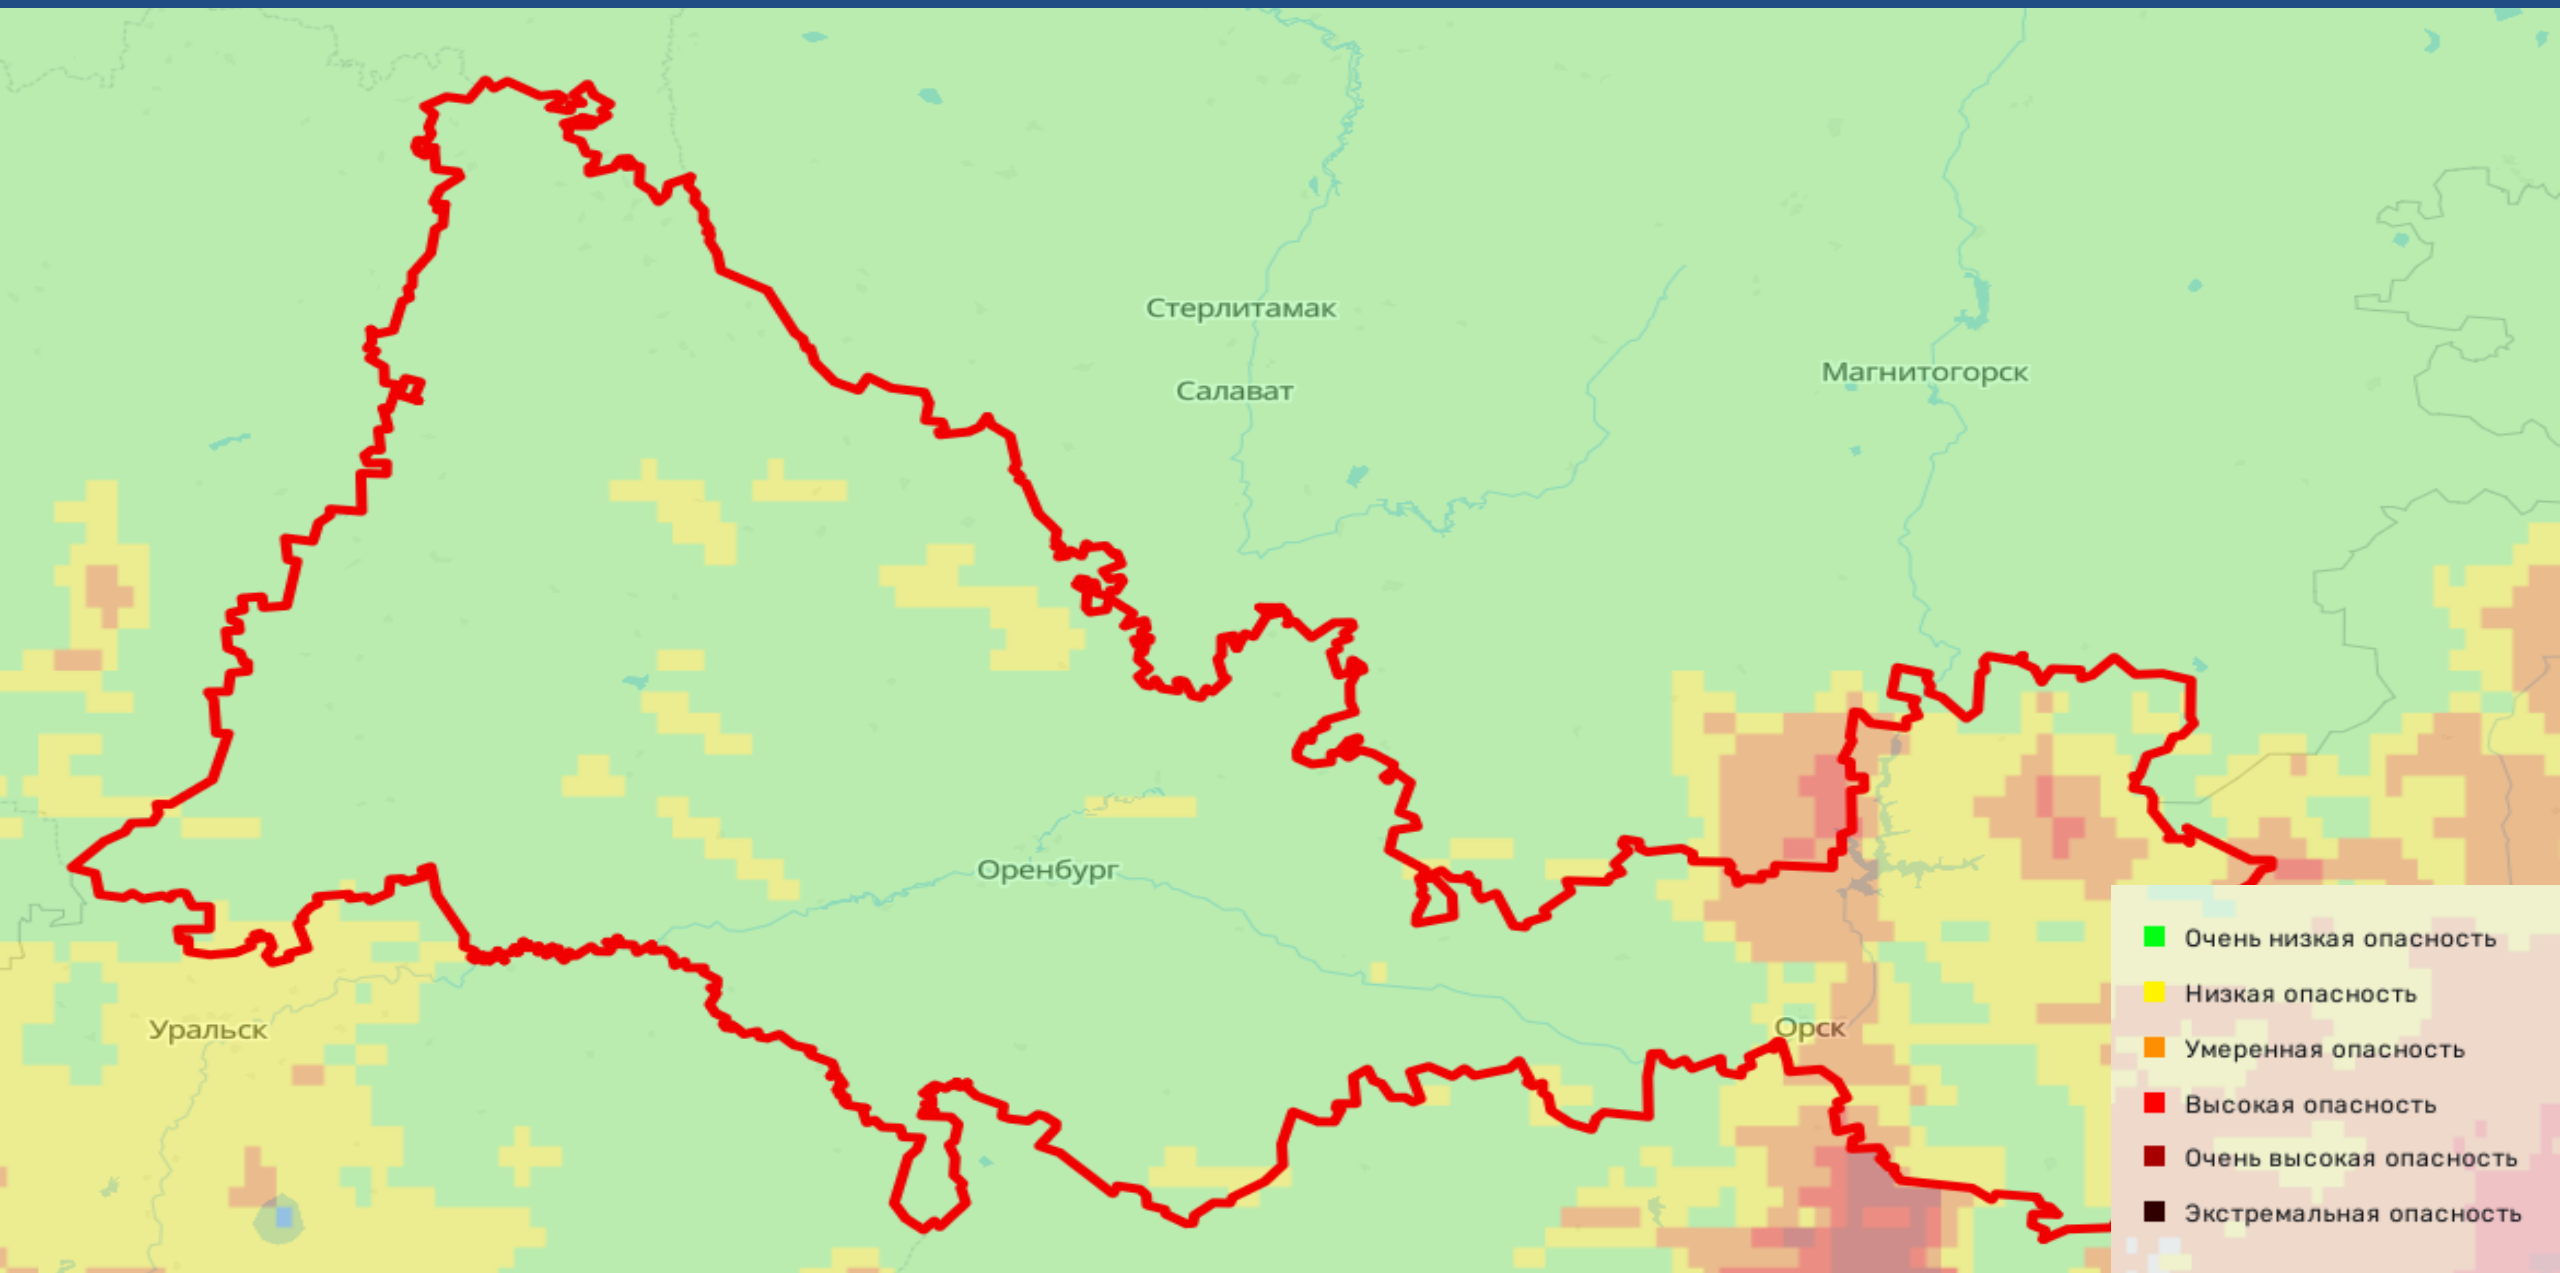 Стерлитамак
Магнитогорск
Салават
Оренбург
Уральск
Орск
Очень низкая опасность
Низкая опасность
Умеренная опасность
Высокая опасность
Очень высокая опасность
Экстремальная опасность